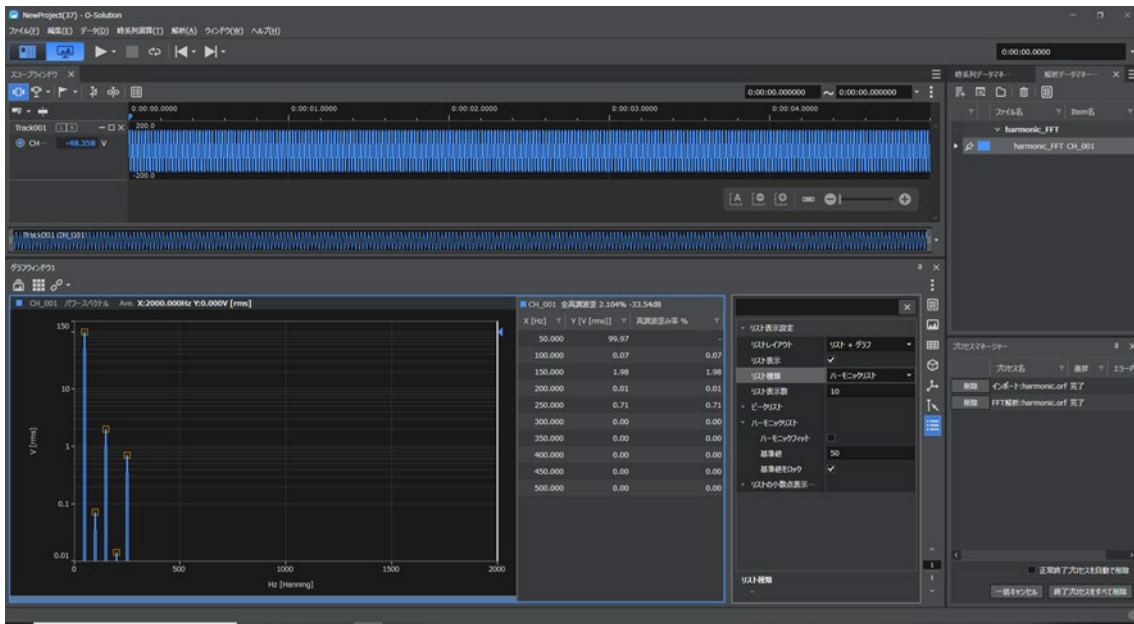 NewProject(37) - O-Solution
ファイル(F) 編集(E) データ(D) 時系列演算(T) 解析(A) ウィンドウ(W) ヘルプ(H)
0:00:00.0000
スコープウィンドウ
時系列データマネ…
解析データマネー…
0:00:00.000000 ～ 0:00:00.000000
0:00:00.0000 0:00:01.0000 0:00:02.0000 0:00:03.0000 0:00:04.0000
ファイル名 Item名
Track001
200.0
CH… -48.358 V
-200.0
harmonic_FFT
harmonic_FFT CH_001
Track001 CH_001
グラフウィンドウ1
CH_001 パワースペクトル Ave. X:2000.000Hz Y:0.000V [rms]
150
10
1
0.1
0.01
V [rms]
0 500 1000 1500 2000
Hz [Hanning]
CH_001 全高調波歪 2.104% -33.54dB
X [Hz] Y [V [rms]] 高調波歪み率 %
50.000 99.97 -
100.000 0.07 0.07
150.000 1.98 1.98
200.000 0.01 0.01
250.000 0.71 0.71
300.000 0.00 0.00
350.000 0.00 0.00
400.000 0.00 0.00
450.000 0.00 0.00
500.000 0.00 0.00
リスト表示設定
リストレイアウト リスト + グラフ
リスト表示
リスト種類 ハーモニックリスト
リスト表示数 10
ピークリスト
ハーモニックリスト
ハーモニックフィット
基準値 50
基準値をロック
リストの小数点表示…
リスト種類
-
1
1
プロセスマネージャー
プロセス名 進捗 エラー内
削除 インポート:harmonic.orf 完了
削除 FFT解析:harmonic.orf 完了
正常終了プロセスを自動で削除
一括キャンセル 終了プロセスをすべて削除